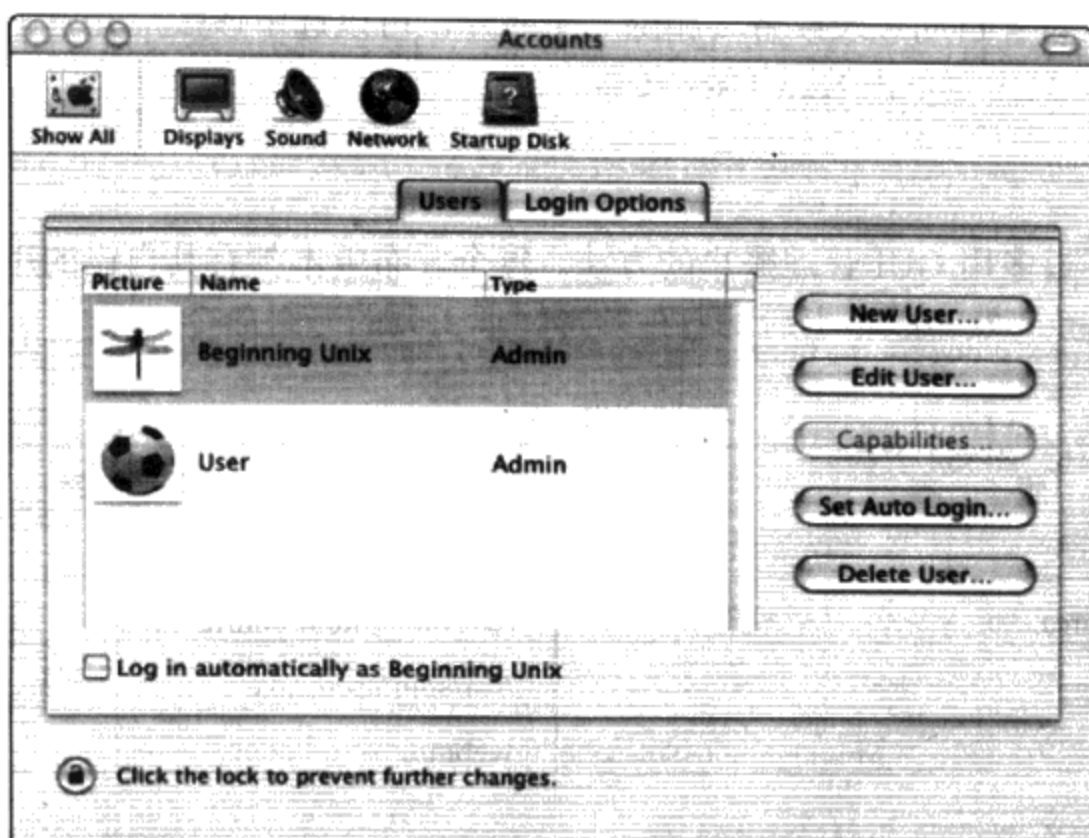 Accounts
Show All Displays Sound Network Startup Disk
Users Login Options
Picture Name Type
Beginning Unix Admin
User Admin
New User...
Edit User...
Capabilities...
Set Auto Login...
Delete User...
Log in automatically as Beginning Unix
Click the lock to prevent further changes.